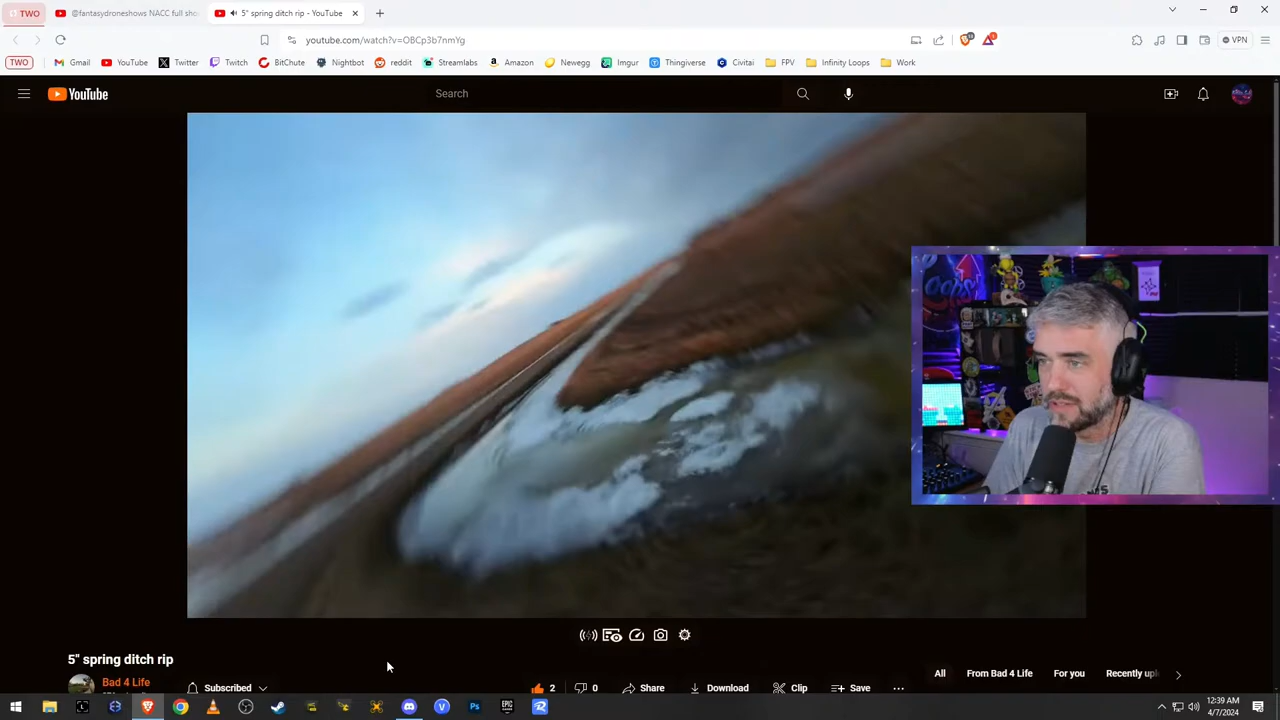 TWO
@fantasydroneshows NACC full sho
5" spring ditch rip - YouTube
youtube.com/watch?v=OBCp3b7nmYg
VPN
TWO
Gmail
YouTube
Twitter
Twitch
BitChute
Nightbot
reddit
Streamlabs
Amazon
Newegg
Imgur
Thingiverse
Civitai
FPV
Infinity Loops
Work
YouTube
Search
5" spring ditch rip
Bad 4 Life
Subscribed
2
0
Share
Download
Clip
Save
All
From Bad 4 Life
For you
Recently upl
12:39 AM
4/7/2024